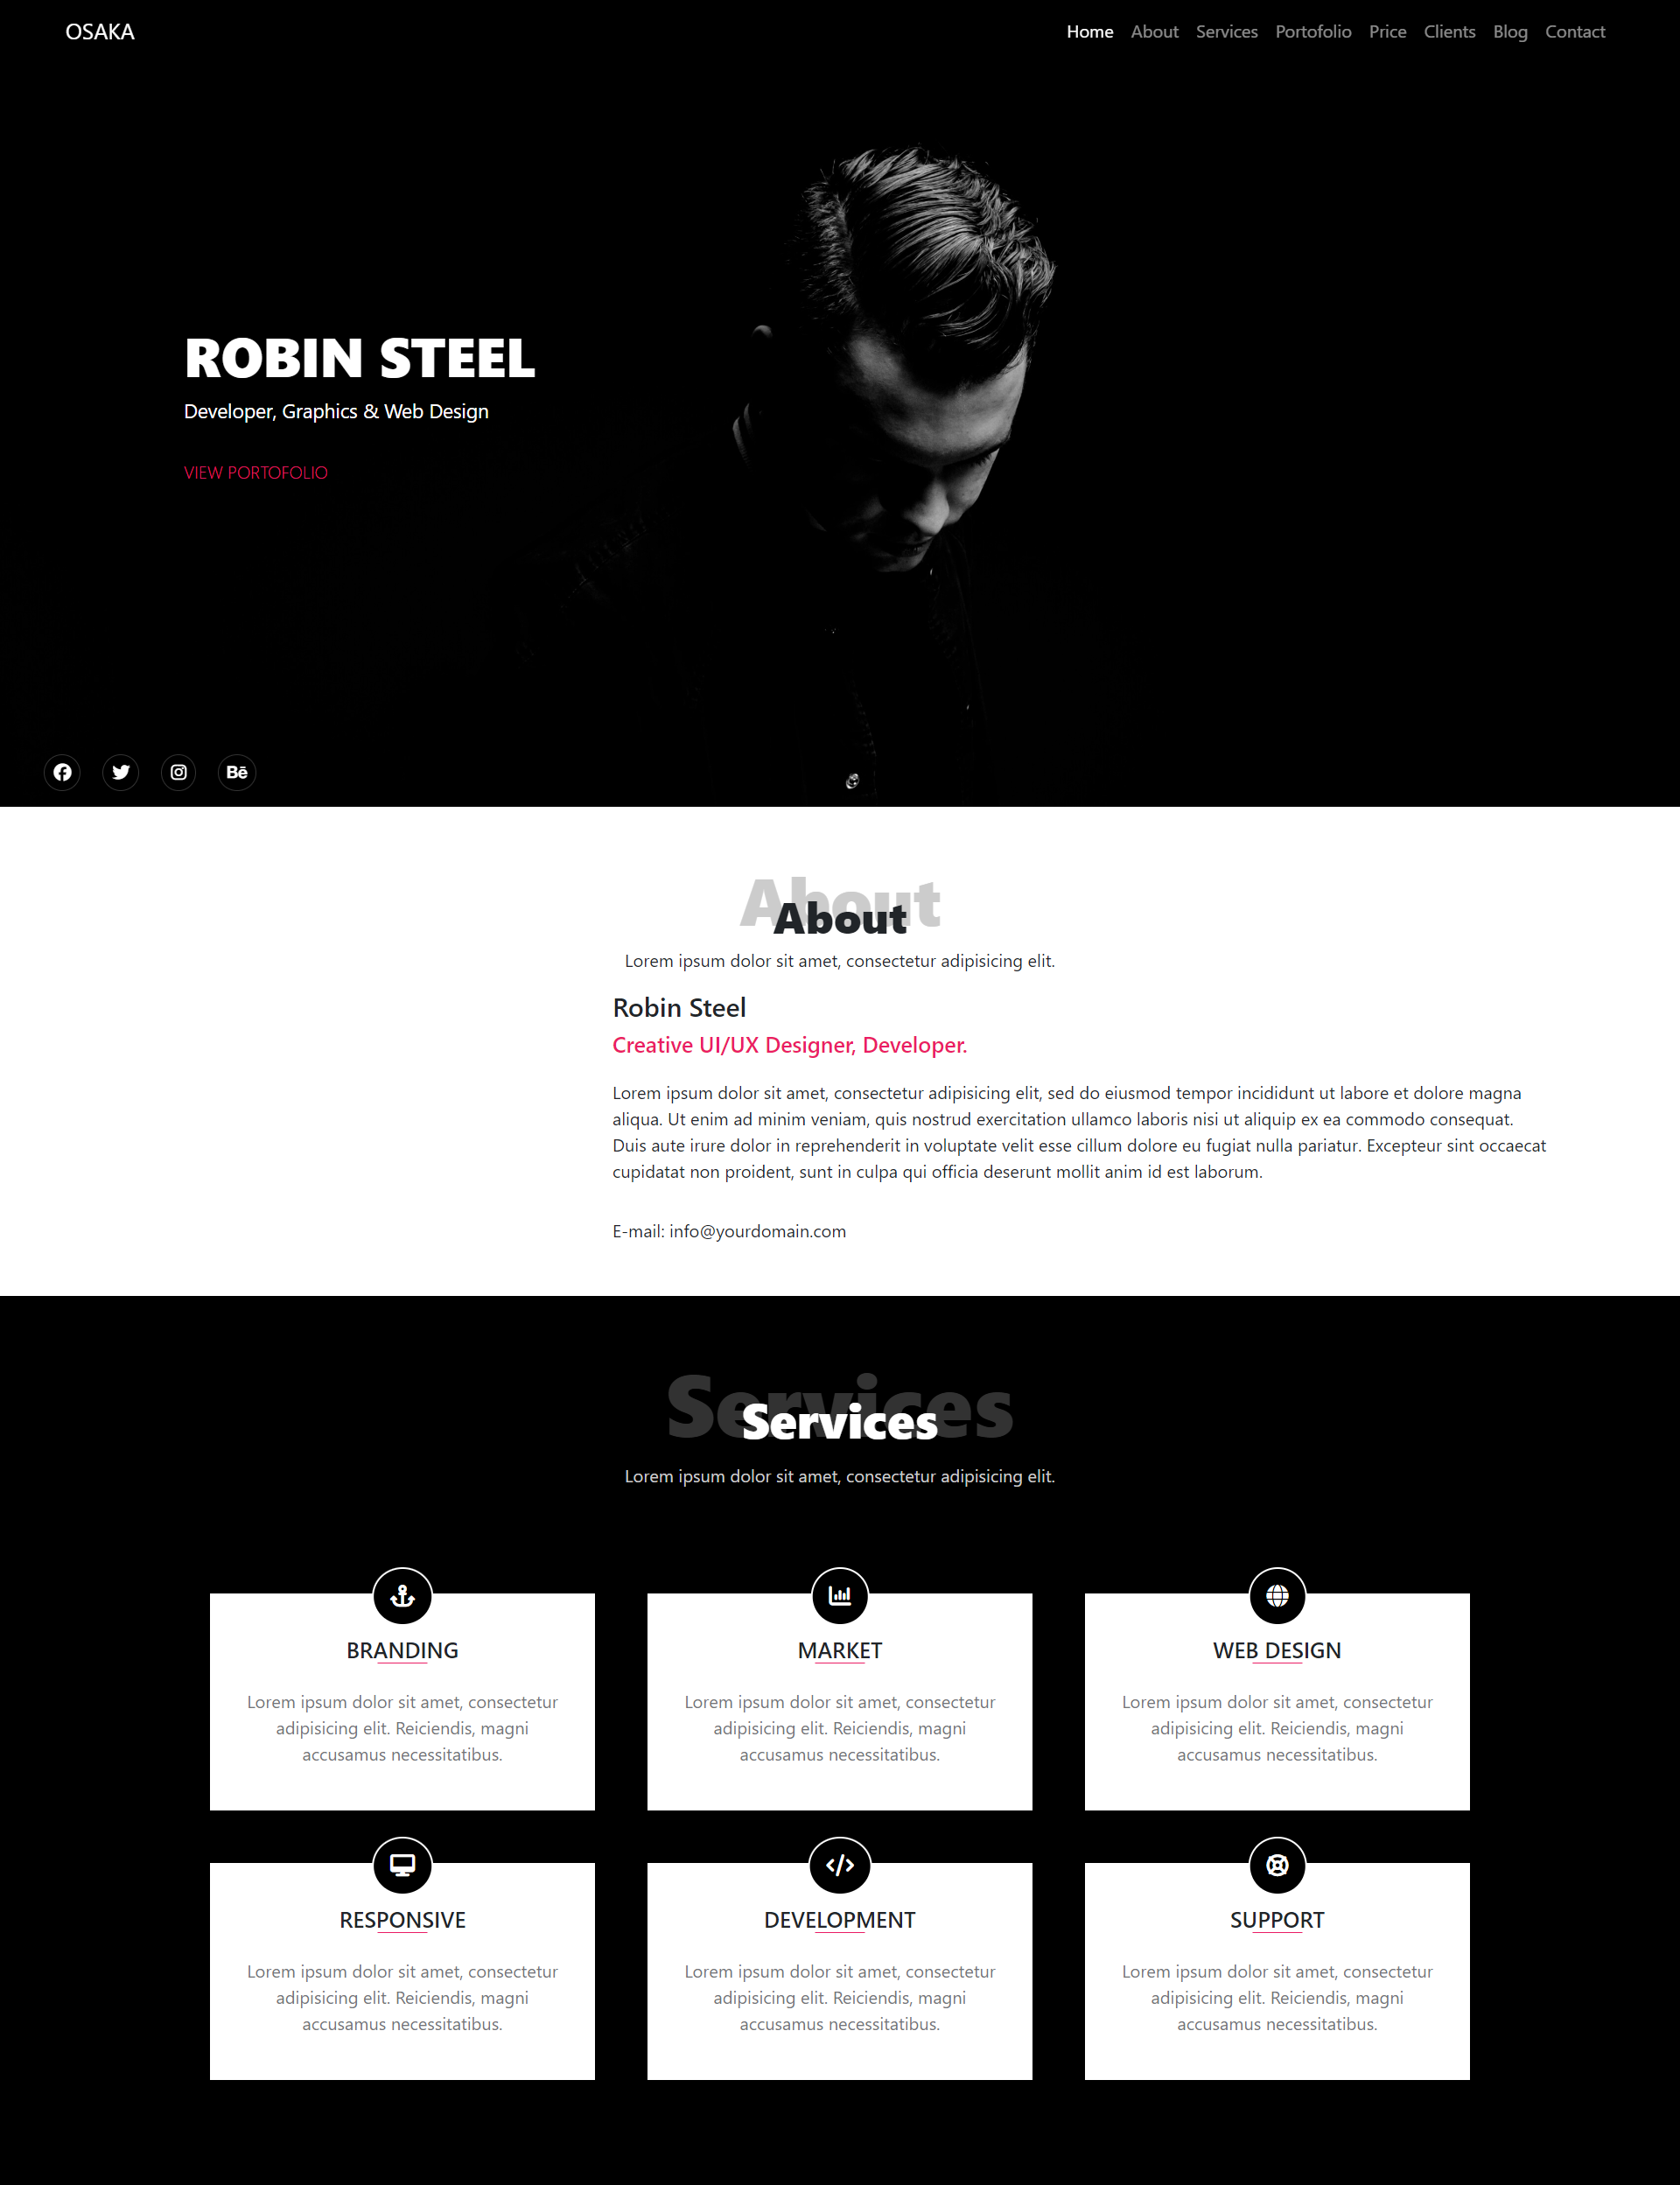 OSAKA
Home About Services Portofolio Price Clients Blog Contact
ROBIN STEEL
Developer, Graphics & Web Design
VIEW PORTOFOLIO
Bē
About
About
Lorem ipsum dolor sit amet, consectetur adipisicing elit.
Robin Steel
Creative UI/UX Designer, Developer.
Lorem ipsum dolor sit amet, consectetur adipisicing elit, sed do eiusmod tempor incididunt ut labore et dolore magna
aliqua. Ut enim ad minim veniam, quis nostrud exercitation ullamco laboris nisi ut aliquip ex ea commodo consequat.
Duis aute irure dolor in reprehenderit in voluptate velit esse cillum dolore eu fugiat nulla pariatur. Excepteur sint occaecat
cupidatat non proident, sunt in culpa qui officia deserunt mollit anim id est laborum.
E-mail: info@yourdomain.com
Services
Services
Lorem ipsum dolor sit amet, consectetur adipisicing elit.
BRANDING
Lorem ipsum dolor sit amet, consectetur
adipisicing elit. Reiciendis, magni
accusamus necessitatibus.
MARKET
Lorem ipsum dolor sit amet, consectetur
adipisicing elit. Reiciendis, magni
accusamus necessitatibus.
WEB DESIGN
Lorem ipsum dolor sit amet, consectetur
adipisicing elit. Reiciendis, magni
accusamus necessitatibus.
RESPONSIVE
Lorem ipsum dolor sit amet, consectetur
adipisicing elit. Reiciendis, magni
accusamus necessitatibus.
DEVELOPMENT
Lorem ipsum dolor sit amet, consectetur
adipisicing elit. Reiciendis, magni
accusamus necessitatibus.
SUPPORT
Lorem ipsum dolor sit amet, consectetur
adipisicing elit. Reiciendis, magni
accusamus necessitatibus.